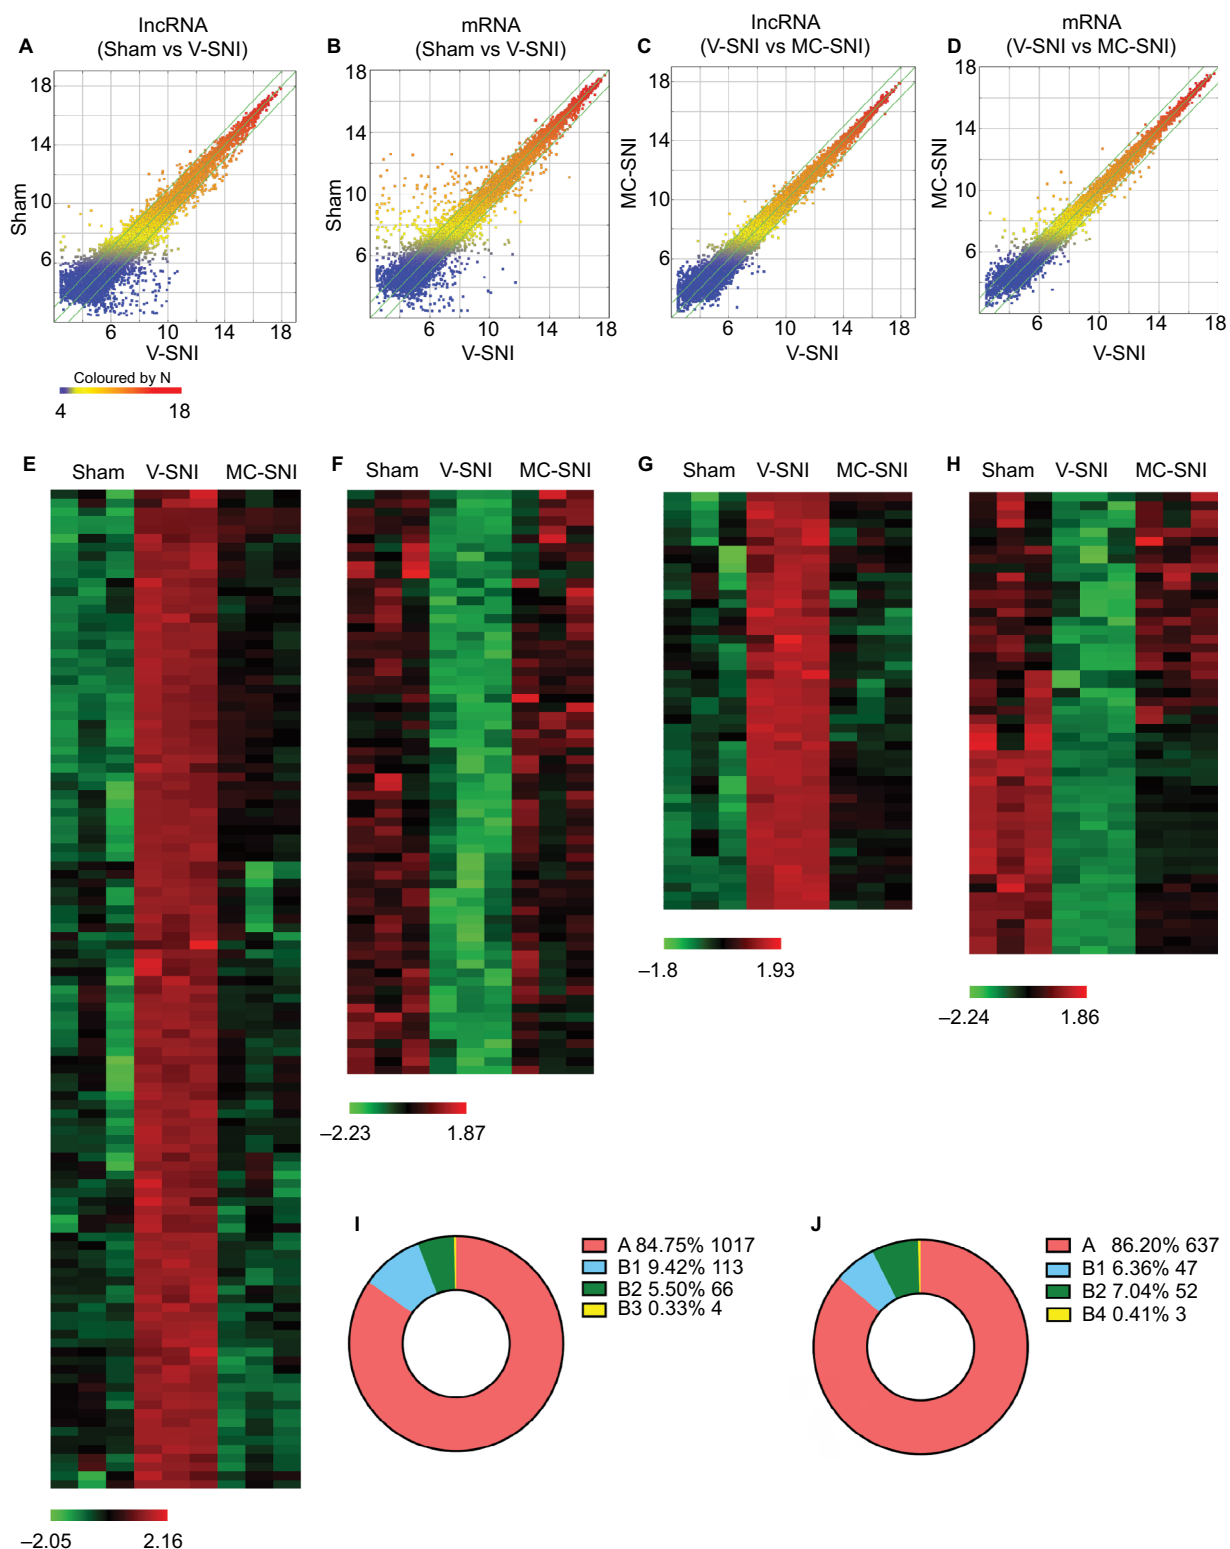 A
lncRNA
(Sham vs V-SNI)
18
14
10
6
Sham
6
10
14
18
V-SNI
Coloured by N
4
18
B
mRNA
(Sham vs V-SNI)
18
14
10
6
Sham
6
10
14
18
V-SNI
C
lncRNA
(V-SNI vs MC-SNI)
18
14
10
6
MC-SNI
6
10
14
18
V-SNI
D
mRNA
(V-SNI vs MC-SNI)
18
14
10
6
MC-SNI
6
10
14
18
V-SNI
E
Sham V-SNI MC-SNI
–2.05
2.16
F
Sham V-SNI MC-SNI
–2.23
1.87
G
Sham V-SNI MC-SNI
–1.8
1.93
H
Sham V-SNI MC-SNI
–2.24
1.86
I
A 84.75% 1017
B1 9.42% 113
B2 5.50% 66
B3 0.33% 4
J
A 86.20% 637
B1 6.36% 47
B2 7.04% 52
B4 0.41% 3